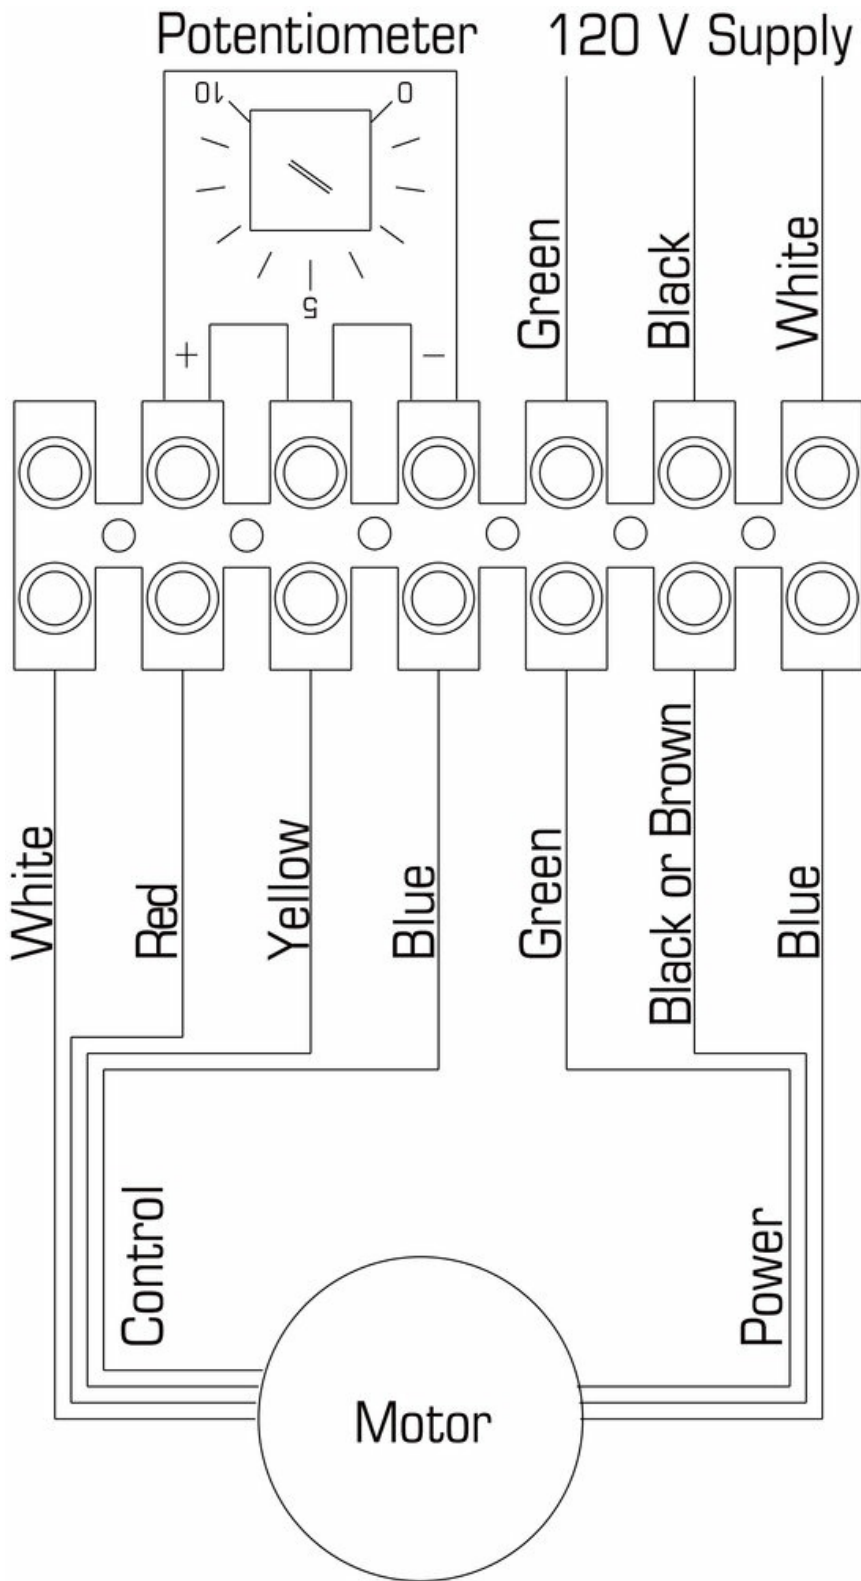 Potentiometer
120 V Supply
10
0
5
+
−
Green
Black
White
White
Red
Yellow
Blue
Green
Black or Brown
Blue
Control
Power
Motor